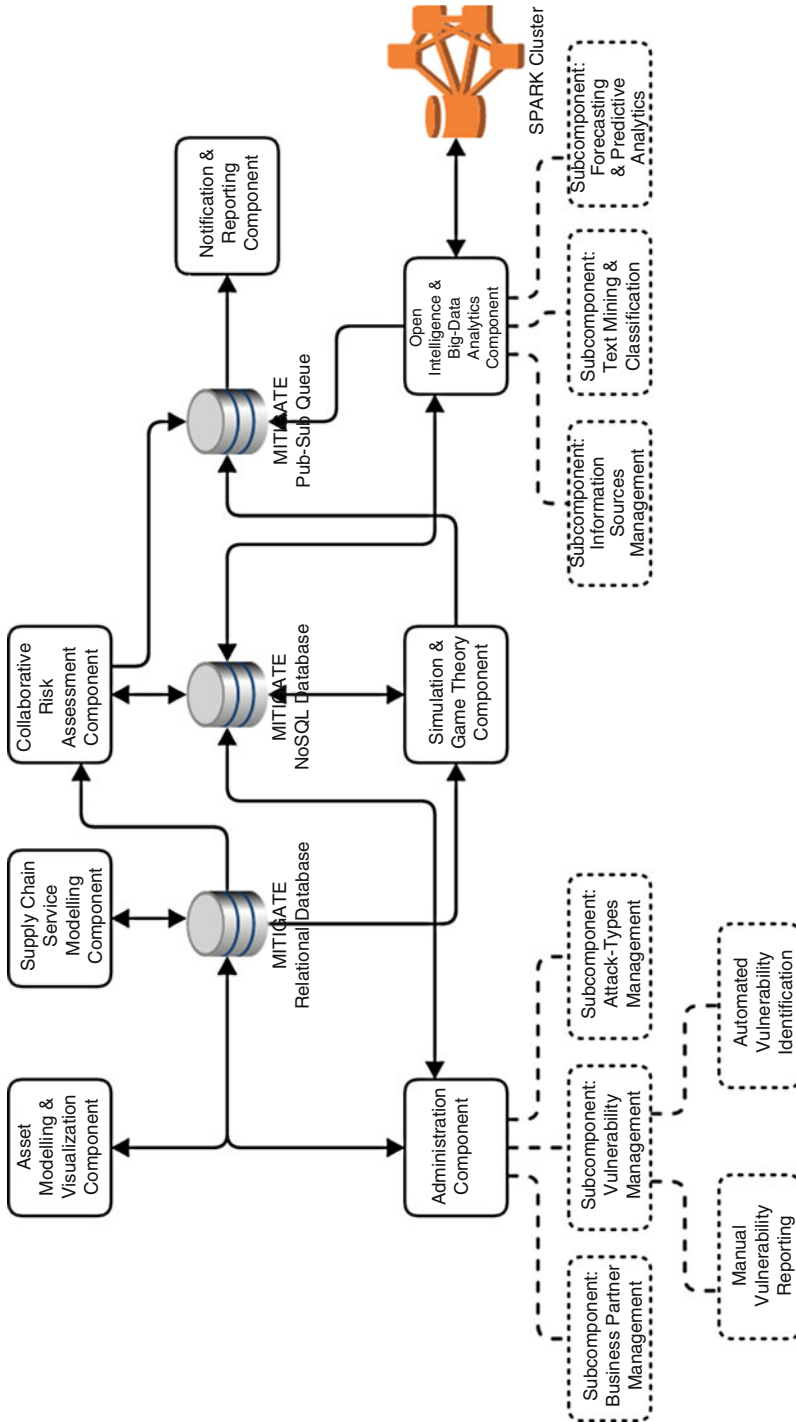 Asset
Modelling &
Visualization
Component
Supply Chain
Service
Modelling
Component
Collaborative
Risk
Assessment
Component
Notification &
Reporting
Component
MITIGATE
Relational Database
MITIGATE
NoSQL Database
MITIGATE
Pub-Sub Queue
Administration
Component
Simulation &
Game Theory
Component
Open
Intelligence &
Big-Data
Analytics
Component
SPARK Cluster
Subcomponent:
Business Partner
Management
Subcomponent:
Vulnerability
Management
Subcomponent:
Attack-Types
Management
Subcomponent:
Information
Sources
Management
Subcomponent:
Text Mining &
Classification
Subcomponent:
Forecasting
& Predictive
Analytics
Manual
Vulnerability
Reporting
Automated
Vulnerability
Identification